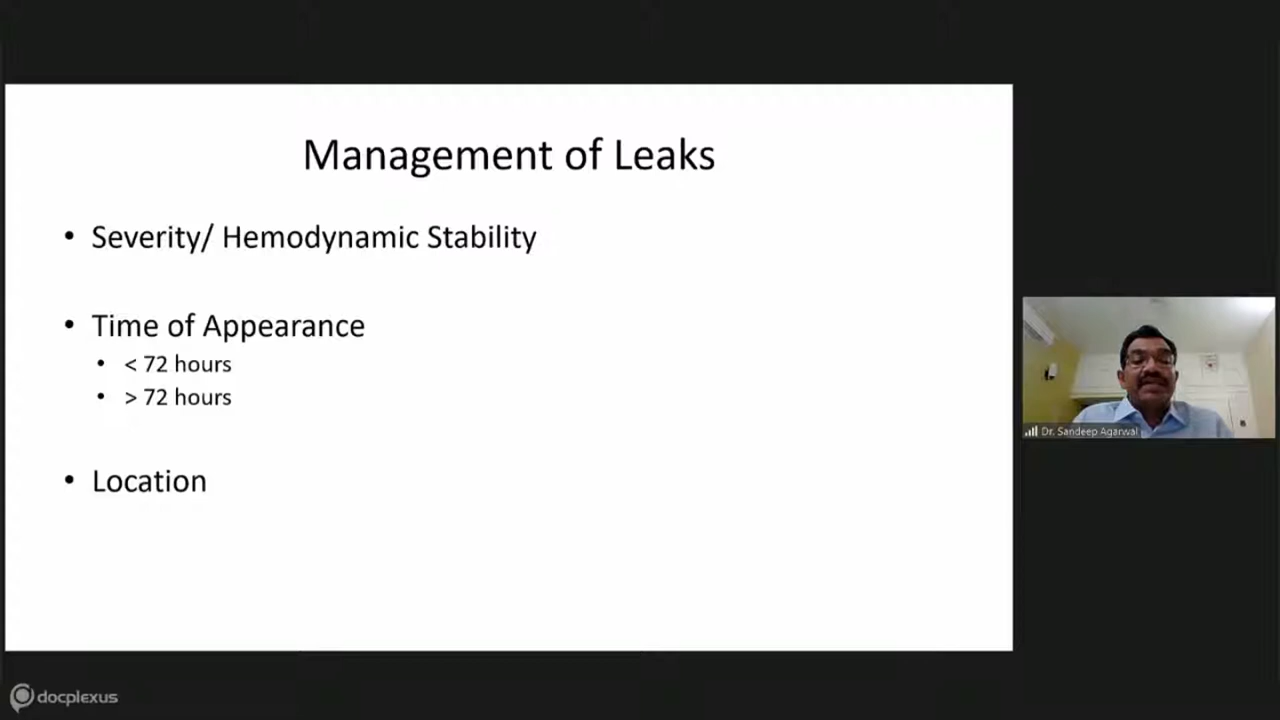 Management of Leaks
• Severity/ Hemodynamic Stability
• Time of Appearance
• < 72 hours
• > 72 hours
• Location
Dr. Sandeep Agarwal
docplexus